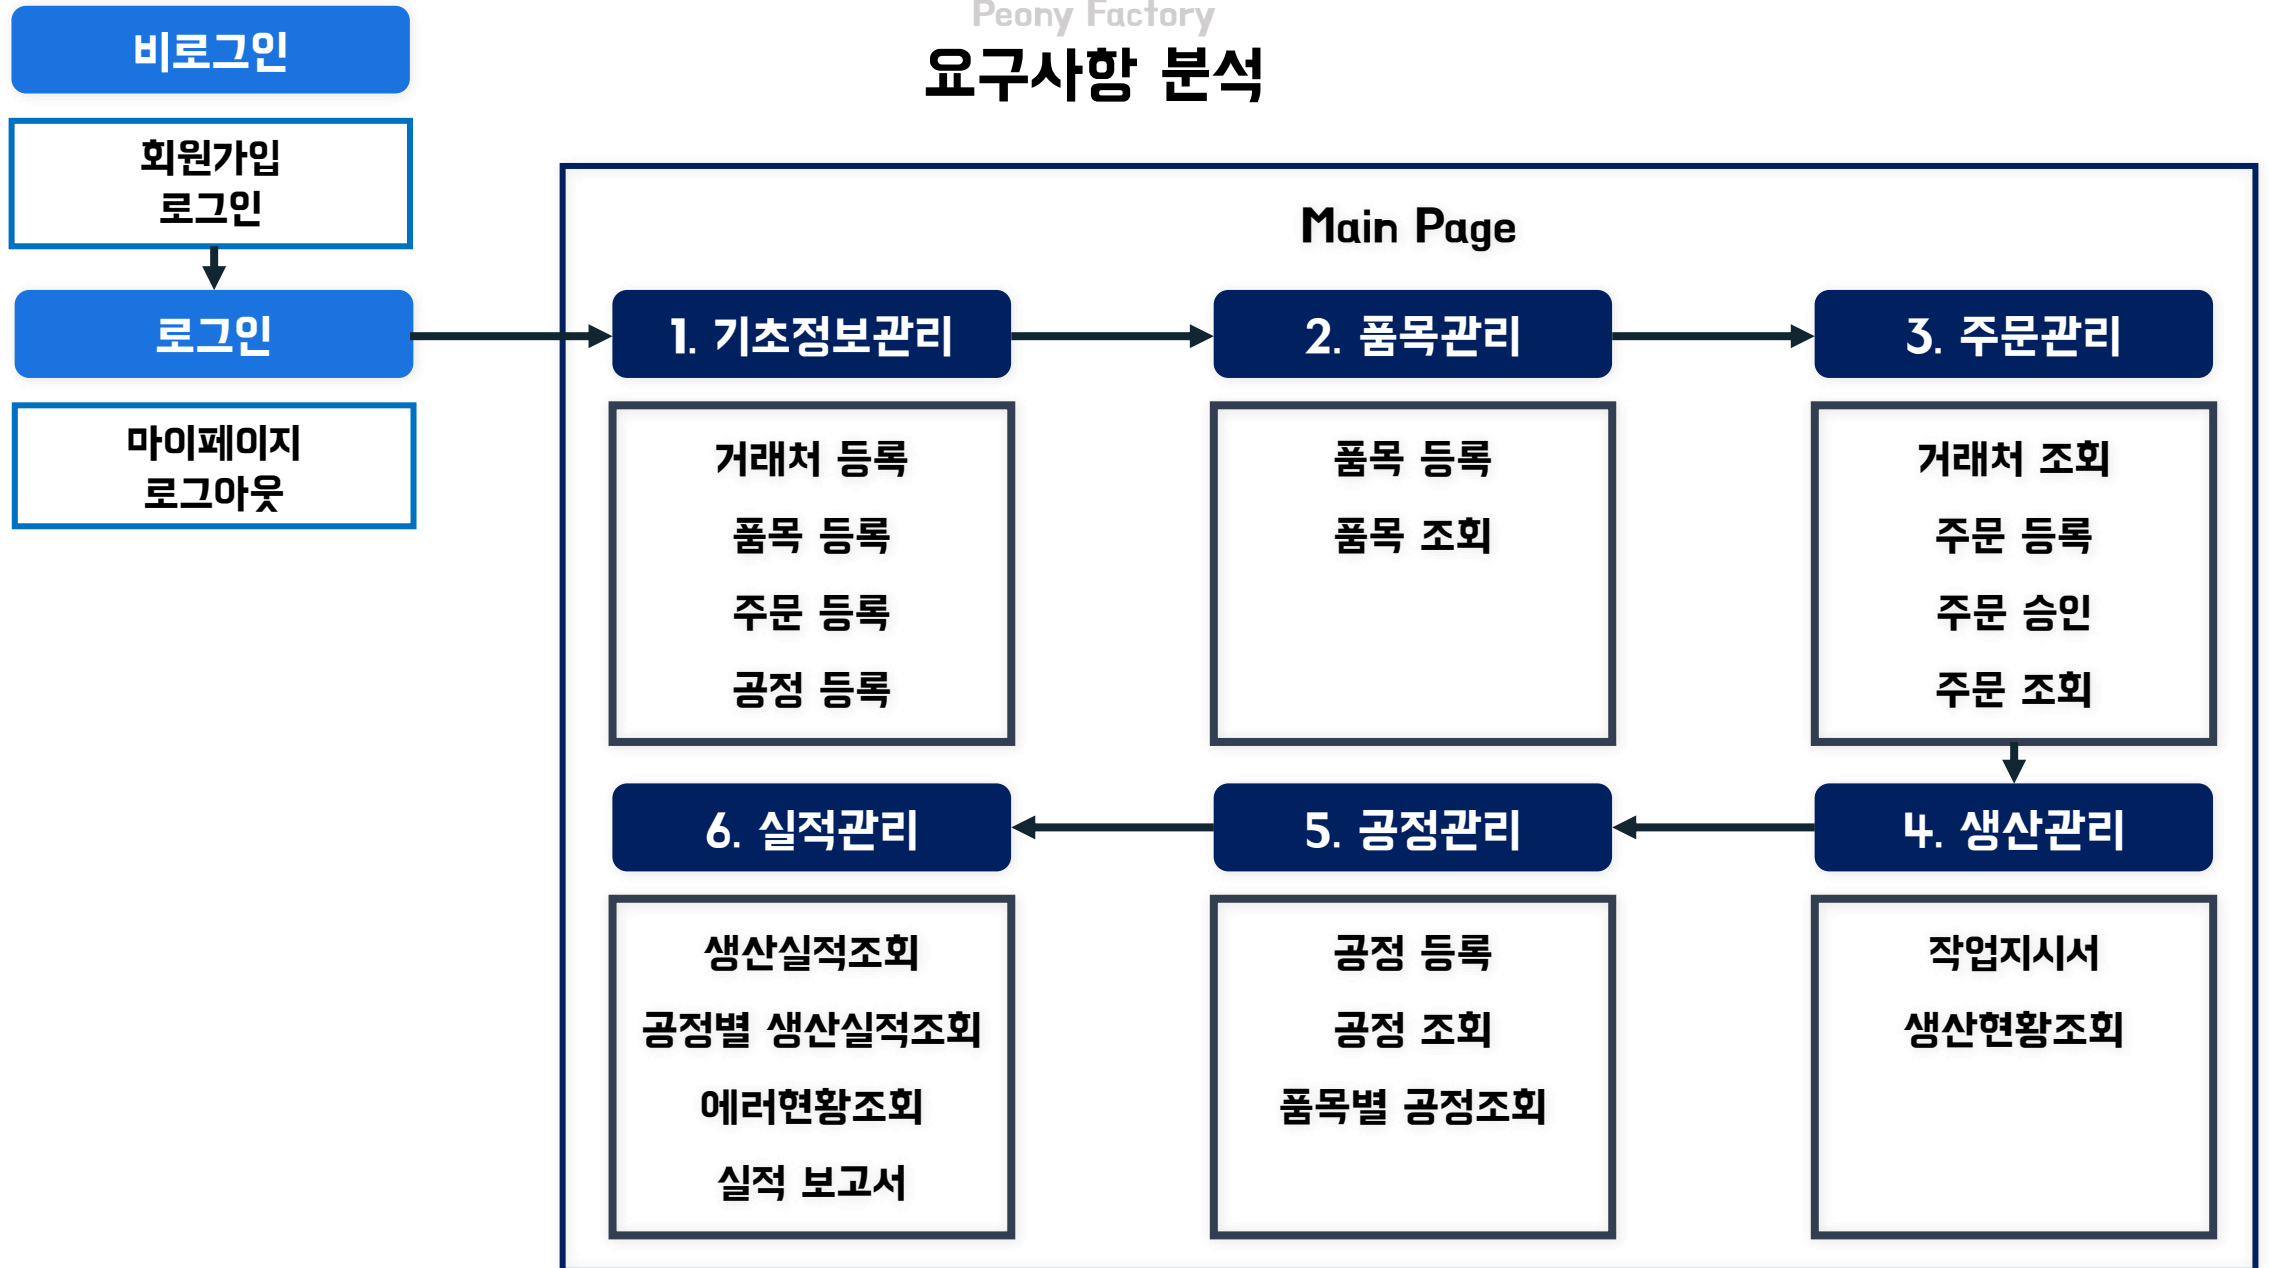 Peony Factory
요구사항 분석
비로그인
회원가입
로그인
로그인
마이페이지
로그아웃
Main Page
1. 기초정보관리
거래처 등록
품목 등록
주문 등록
공정 등록
2. 품목관리
품목 등록
품목 조회
3. 주문관리
거래처 조회
주문 등록
주문 승인
주문 조회
4. 생산관리
작업지시서
생산현황조회
5. 공정관리
공정 등록
공정 조회
품목별 공정조회
6. 실적관리
생산실적조회
공정별 생산실적조회
에러현황조회
실적 보고서